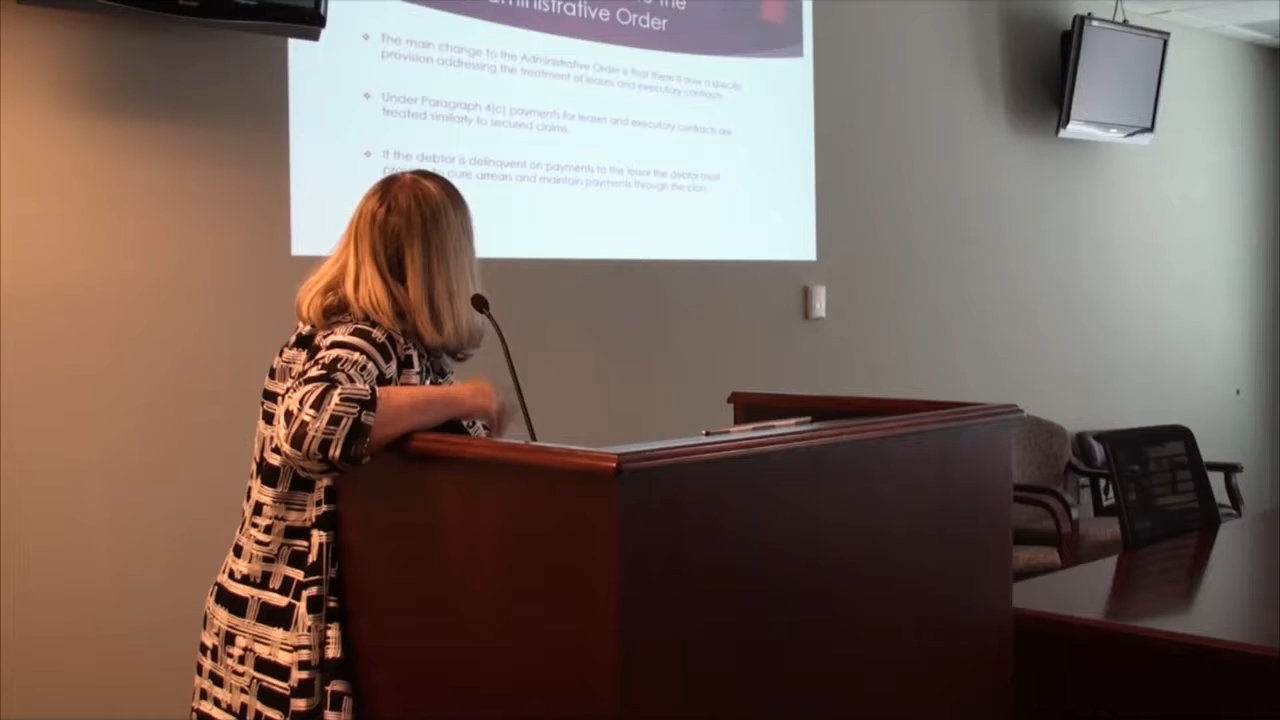 the
ministrative Order
The main change to the Administrative Order is that there is now a specific
provision addressing the treatment of leases and executory contracts.
Under Paragraph 4(c) payments for leases and executory contracts are
treated similarly to secured claims.
If the debtor is delinquent on payments to the lessor the debtor must
to cure arrears and maintain payments through the plan.